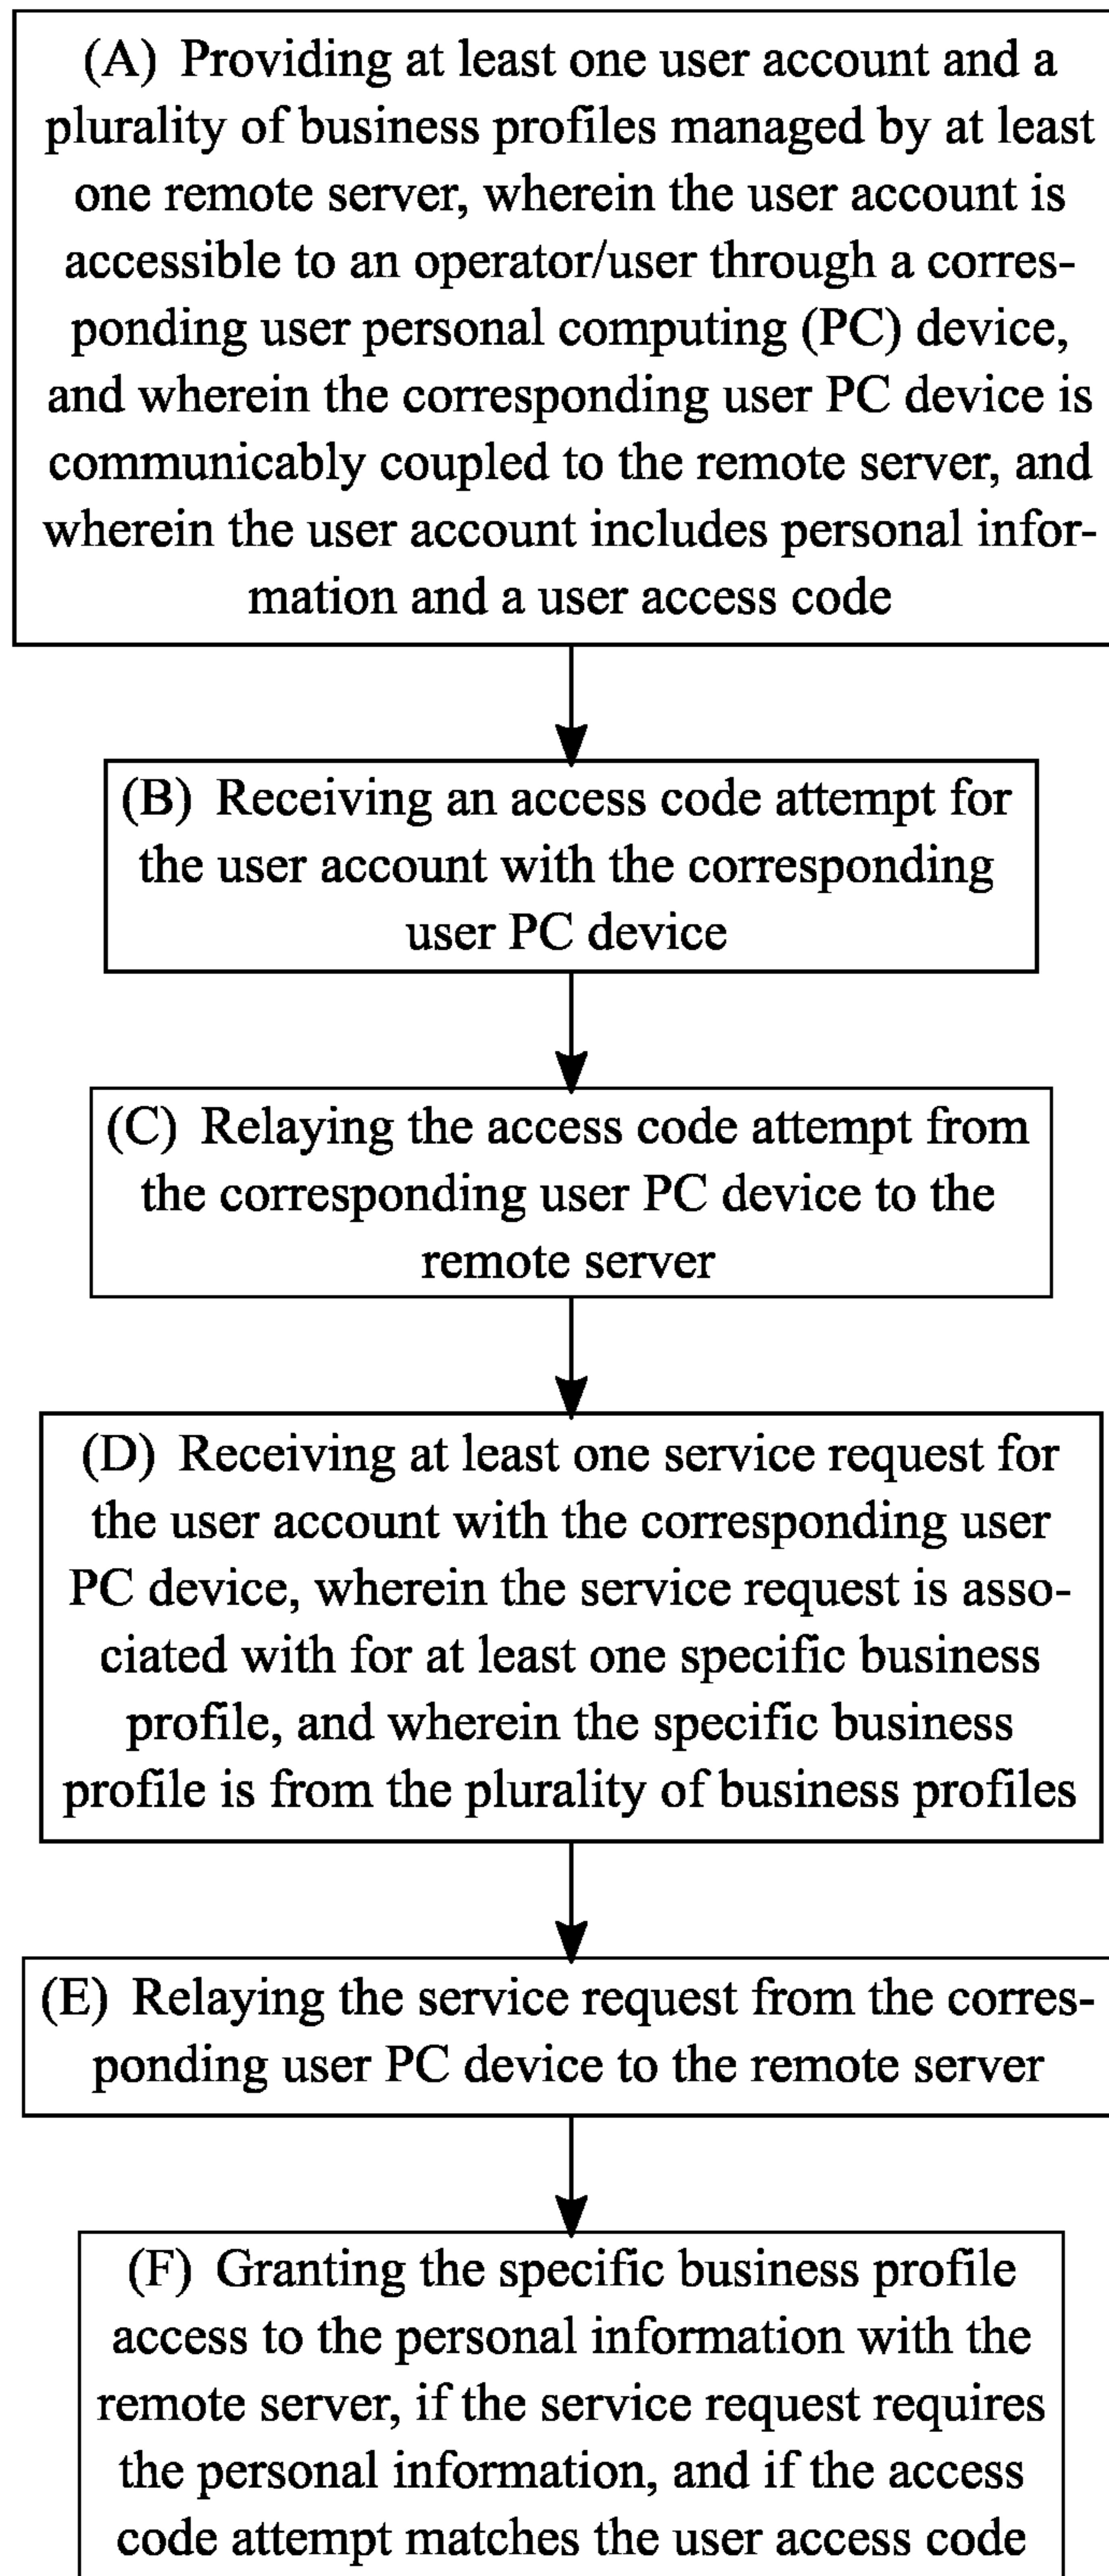 (A) Providing at least one user account and a
plurality of business profiles managed by at least
one remote server, wherein the user account is
accessible to an operator/user through a corres-
ponding user personal computing (PC) device,
and wherein the corresponding user PC device is
communicably coupled to the remote server, and
wherein the user account includes personal infor-
mation and a user access code
(B) Receiving an access code attempt for
the user account with the corresponding
user PC device
(C) Relaying the access code attempt from
the corresponding user PC device to the
remote server
(D) Receiving at least one service request for
the user account with the corresponding user
PC device, wherein the service request is asso-
ciated with for at least one specific business
profile, and wherein the specific business
profile is from the plurality of business profiles
(E) Relaying the service request from the corres-
ponding user PC device to the remote server
(F) Granting the specific business profile
access to the personal information with the
remote server, if the service request requires
the personal information, and if the access
code attempt matches the user access code